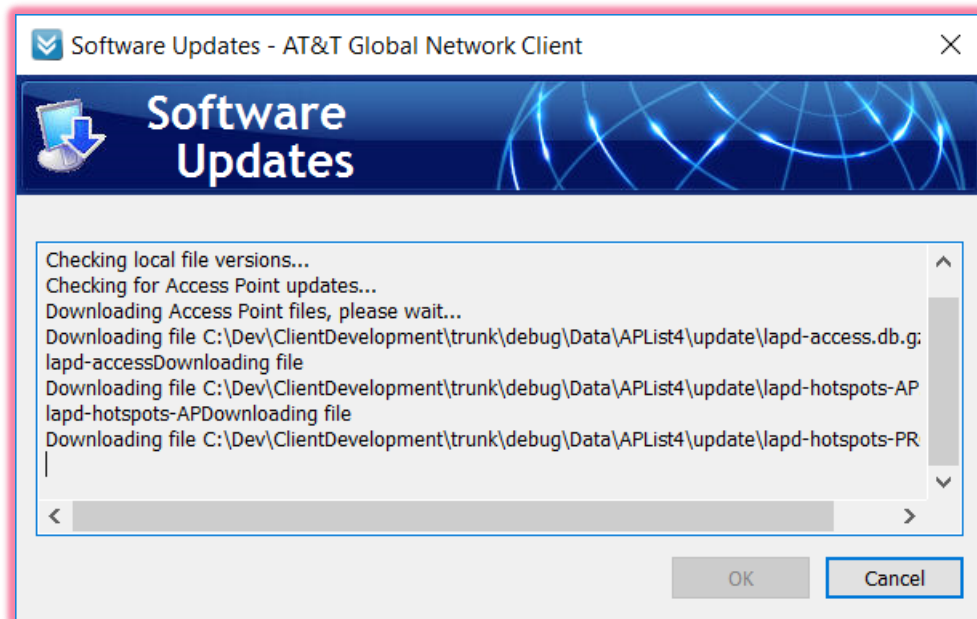 Software Updates - AT&T Global Network Client
Software
Updates
Checking local file versions...
Checking for Access Point updates...
Downloading Access Point files, please wait...
Downloading file C:\Dev\ClientDevelopment\trunk\debug\Data\APList4\update\lapd-access.db.gz
lapd-accessDownloading file
Downloading file C:\Dev\ClientDevelopment\trunk\debug\Data\APList4\update\lapd-hotspots-AP
lapd-hotspots-APDownloading file
Downloading file C:\Dev\ClientDevelopment\trunk\debug\Data\APList4\update\lapd-hotspots-PR
OK
Cancel